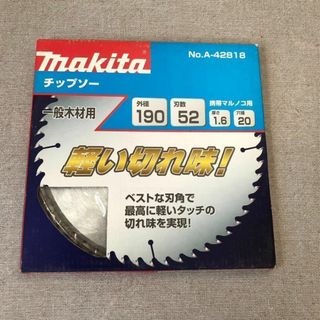 makita
No.A-42818
チップソー
一般木材用
外径
190
刃数
52
携帯マルノコ用
厚さ
1.6
穴径
20
軽い切れ味!
ベストな刃角で
最高に軽いタッチの
切れ味を実現!